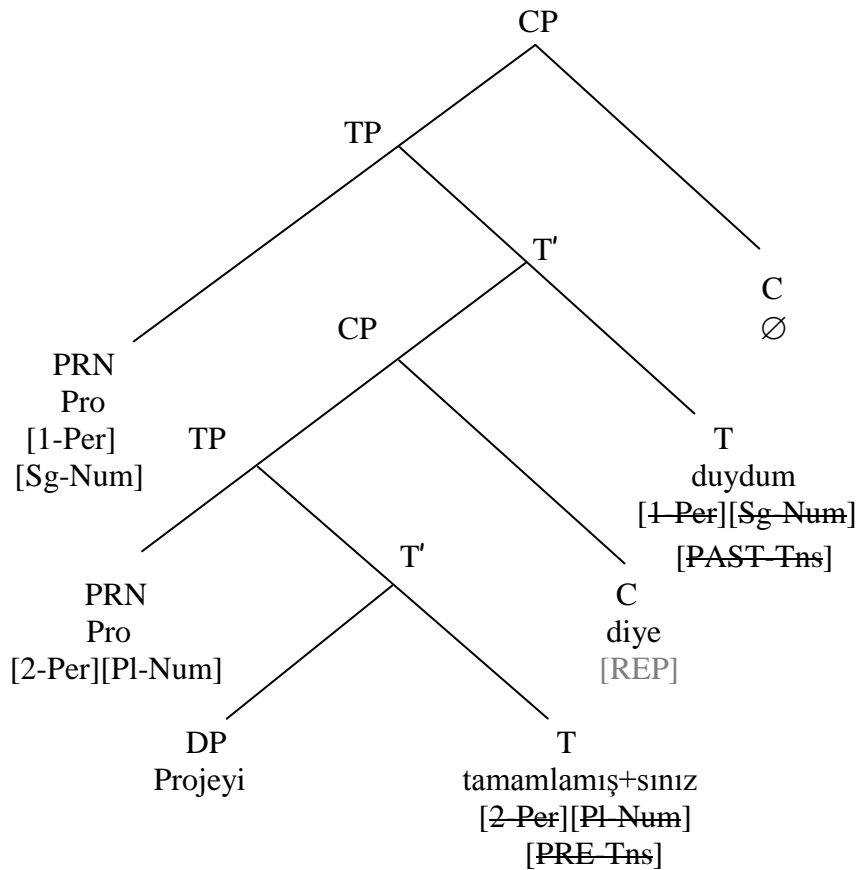 CP
TP
T′
C
∅
CP
PRN
Pro
[1-Per]
[Sg-Num]
TP
T
duydum
[1-Per][Sg-Num]
[PAST-Tns]
T′
PRN
Pro
[2-Per][Pl-Num]
C
diye
[REP]
DP
Projeyi
T
tamamlamış+sınız
[2-Per][Pl-Num]
[PRE-Tns]